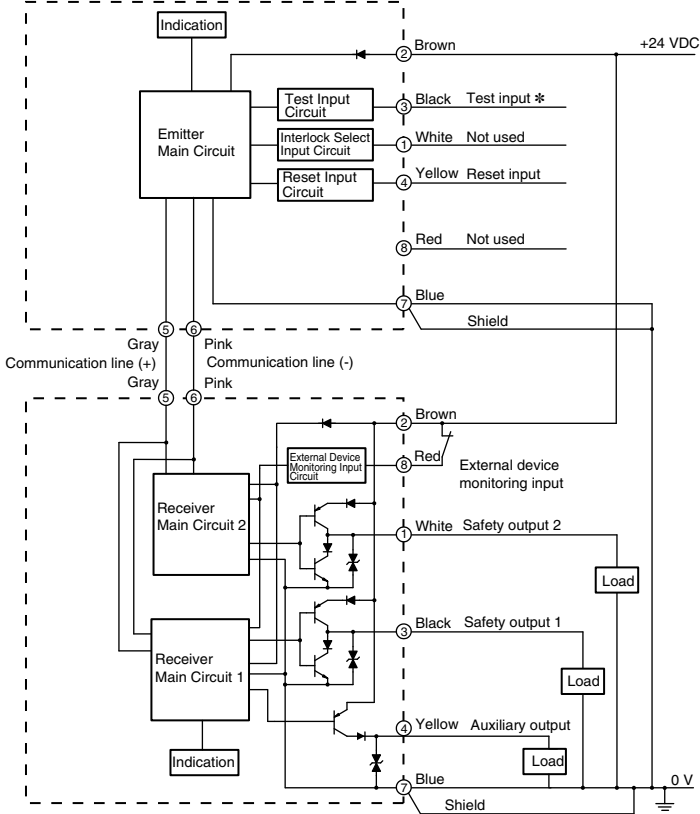 Indication
② Brown
+24 VDC
Emitter
Main Circuit
Test Input
Circuit
③ Black Test input *
Interlock Select
Input Circuit
① White Not used
Reset Input
Circuit
④ Yellow Reset input
⑧ Red Not used
⑦ Blue
Shield
⑤ ⑥
Gray Pink
Communication line (+) Communication line (-)
Gray Pink
⑤ ⑥
② Brown
External Device
Monitoring Input
Circuit
⑧ Red
External device
monitoring input
Receiver
Main Circuit 2
① White Safety output 2
Load
③ Black Safety output 1
Receiver
Main Circuit 1
Load
④ Yellow Auxiliary output
Indication
Load
⑦ Blue
0 V
Shield